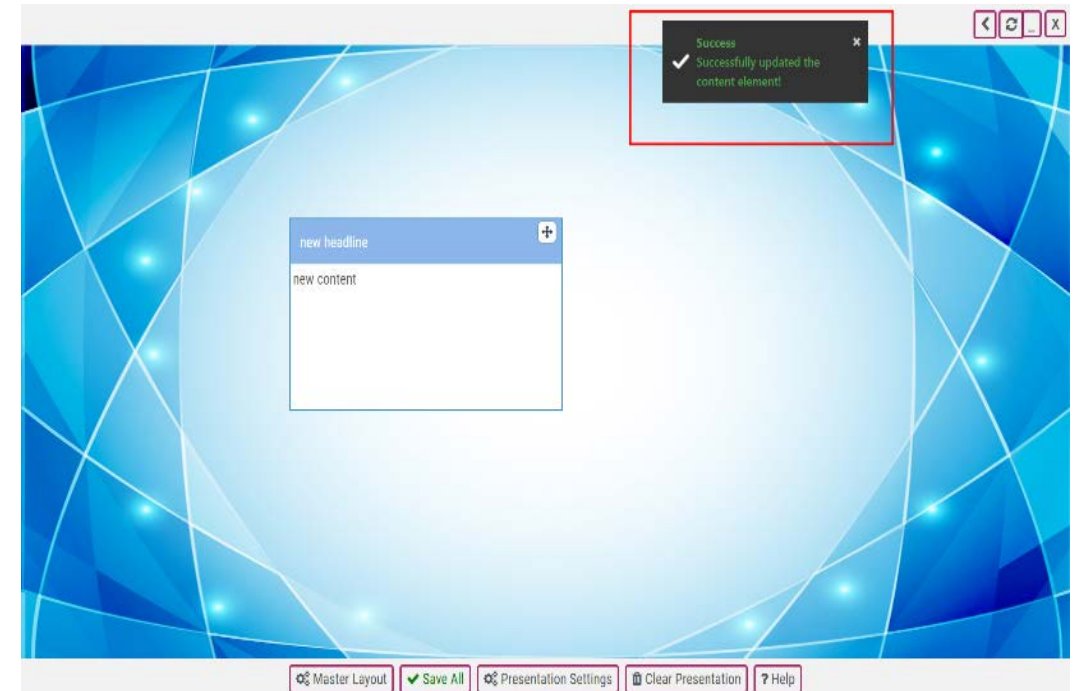 _ X
Success ×
Successfully updated the
content element!
new headline
new content
Master Layout Save All Presentation Settings Clear Presentation ? Help